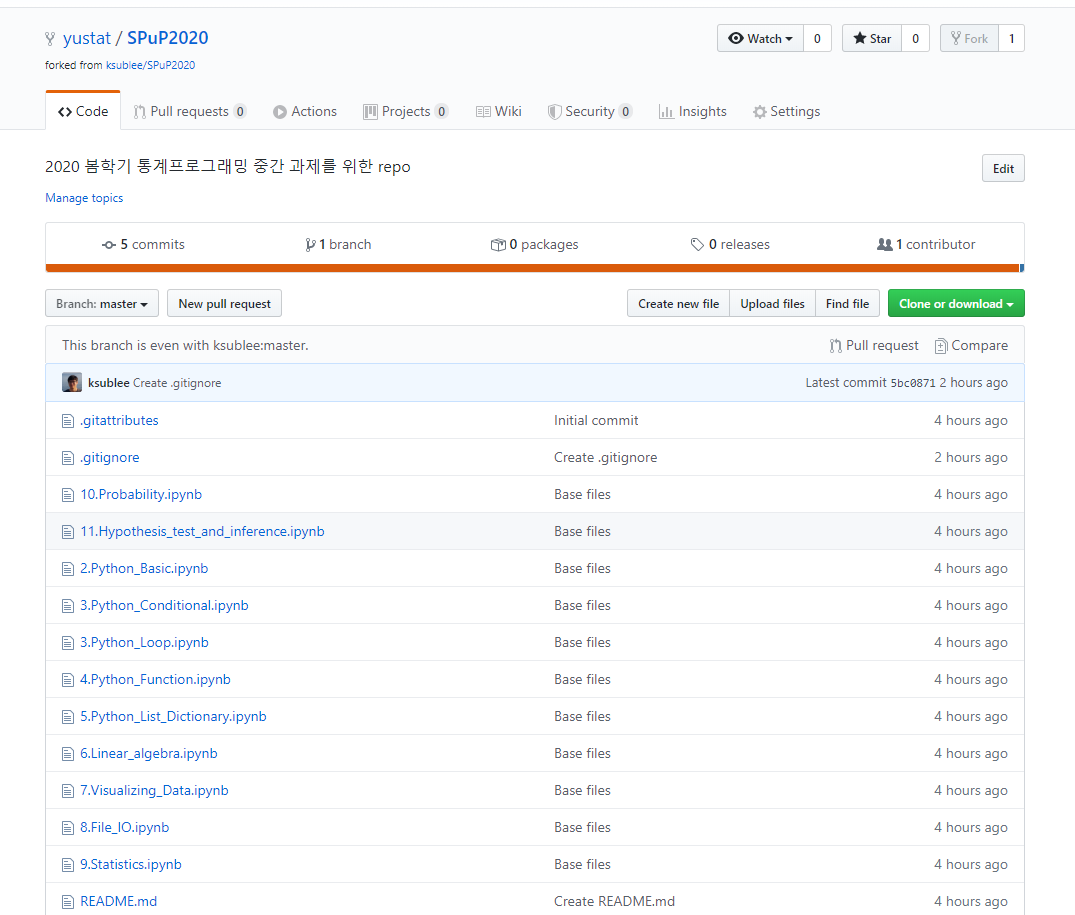 yustat / SPuP2020 Watch 0 Star 0 Fork 1
forked from ksublee/SPuP2020
Code Pull requests 0 Actions Projects 0 Wiki Security 0 Insights Settings
2020 봄학기 통계프로그래밍 중간 과제를 위한 repo Edit
Manage topics
5 commits 1 branch 0 packages 0 releases 1 contributor
Branch: master New pull request Create new file Upload files Find file Clone or download
This branch is even with ksublee:master. Pull request Compare
ksublee Create .gitignore Latest commit 5bc0871 2 hours ago
.gitattributes Initial commit 4 hours ago
.gitignore Create .gitignore 2 hours ago
10.Probability.ipynb Base files 4 hours ago
11.Hypothesis_test_and_inference.ipynb Base files 4 hours ago
2.Python_Basic.ipynb Base files 4 hours ago
3.Python_Conditional.ipynb Base files 4 hours ago
3.Python_Loop.ipynb Base files 4 hours ago
4.Python_Function.ipynb Base files 4 hours ago
5.Python_List_Dictionary.ipynb Base files 4 hours ago
6.Linear_algebra.ipynb Base files 4 hours ago
7.Visualizing_Data.ipynb Base files 4 hours ago
8.File_IO.ipynb Base files 4 hours ago
9.Statistics.ipynb Base files 4 hours ago
README.md Create README.md 4 hours ago